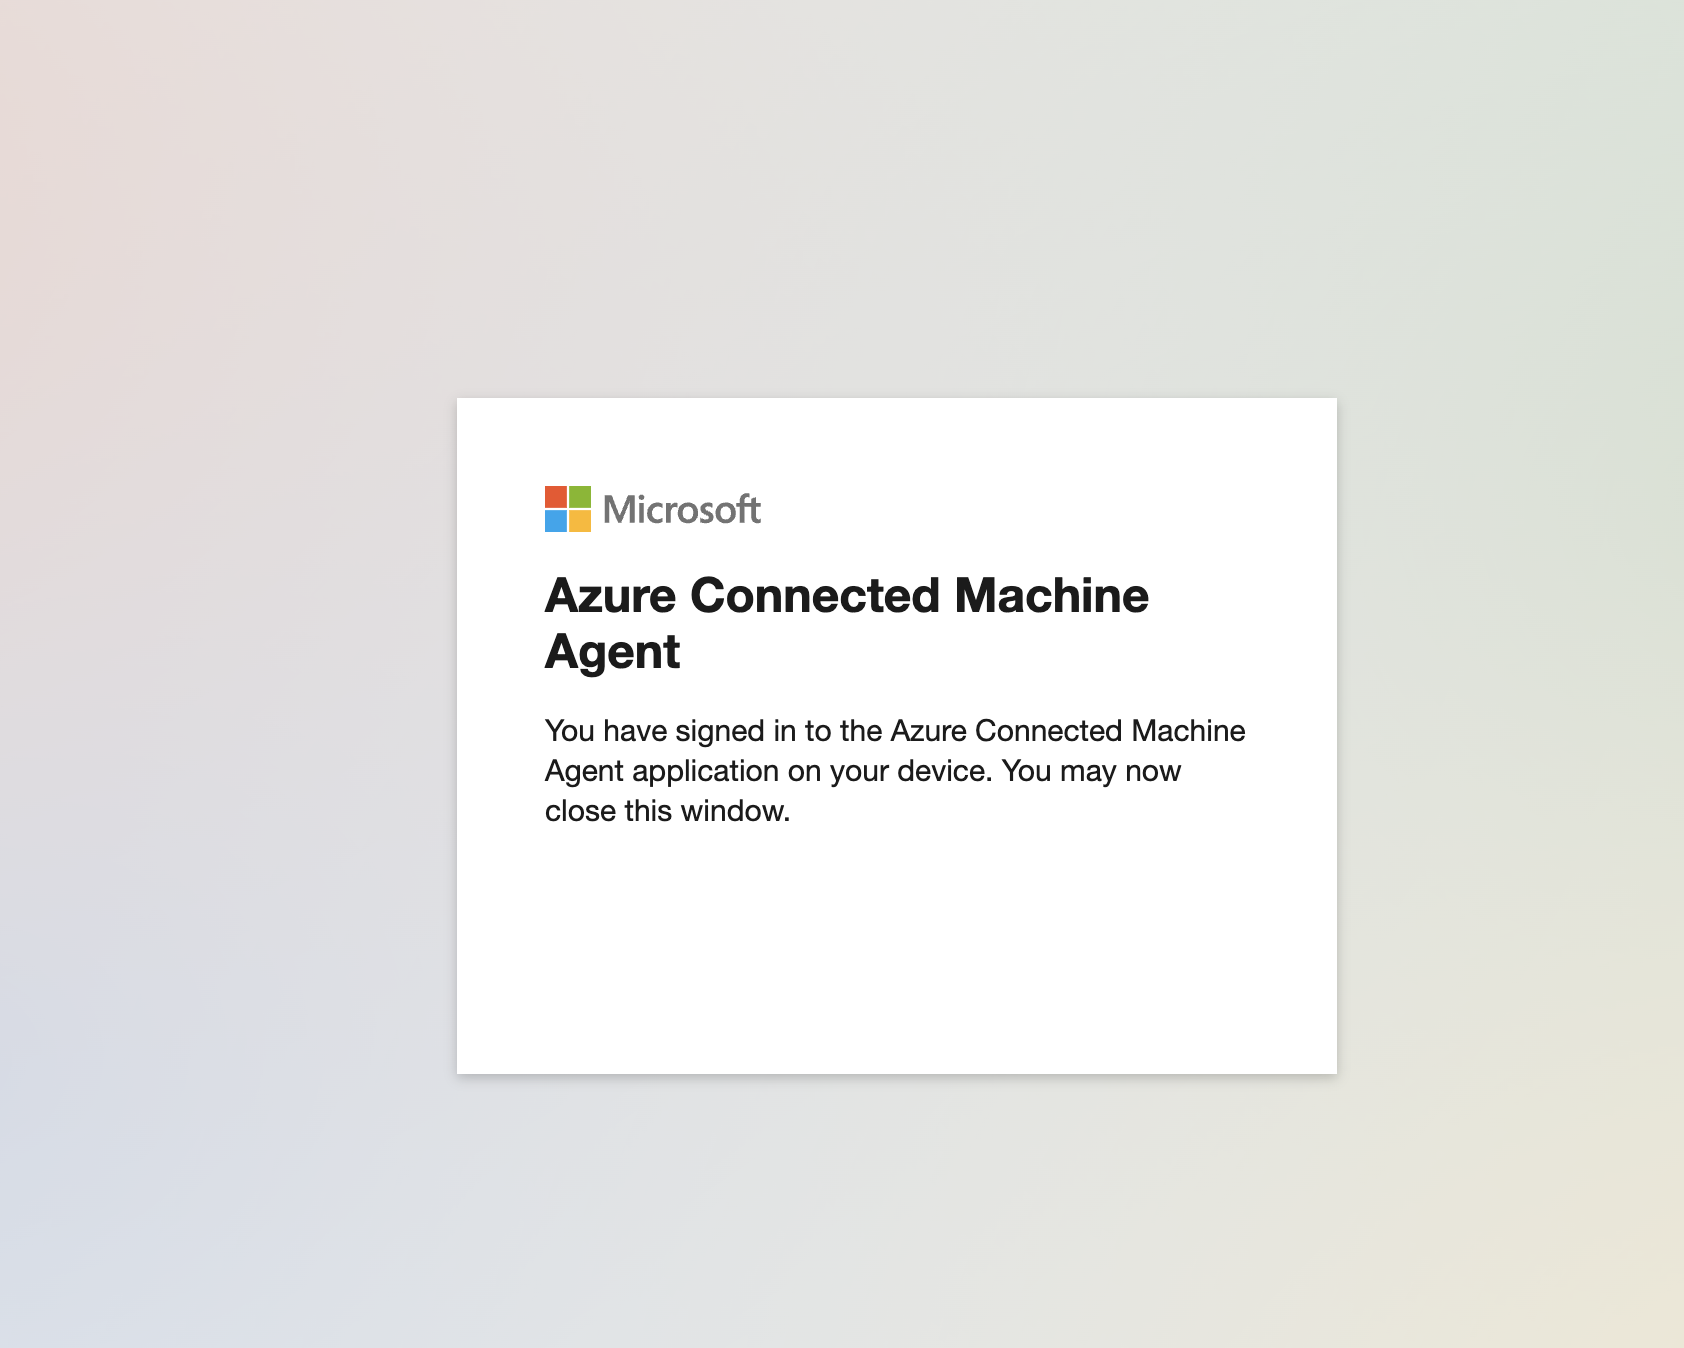 Microsoft
Azure Connected Machine
Agent
You have signed in to the Azure Connected Machine
Agent application on your device. You may now
close this window.